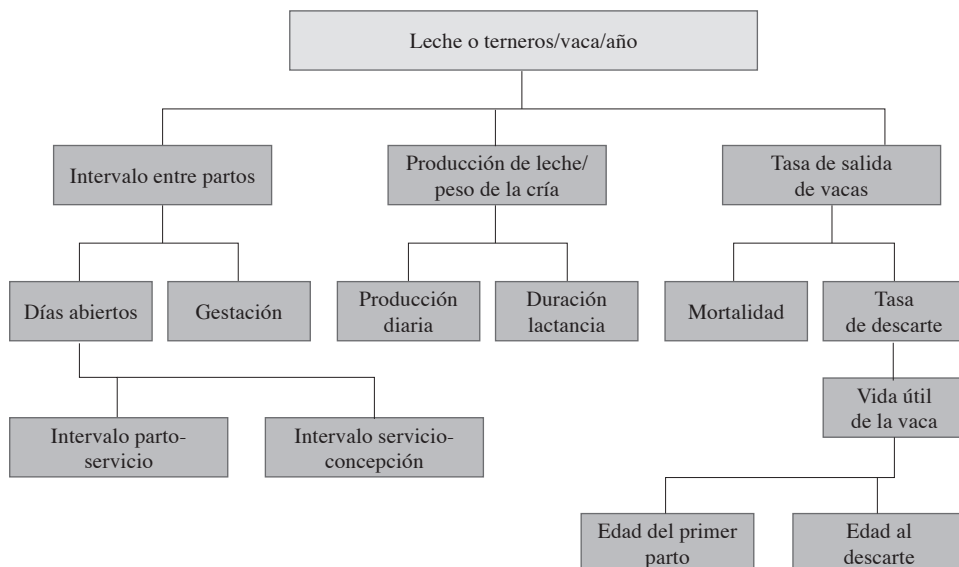 Leche o terneros/vaca/año
Intervalo entre partos
Producción de leche/
peso de la cría
Tasa de salida
de vacas
Días abiertos
Gestación
Producción
diaria
Duración
lactancia
Mortalidad
Tasa
de descarte
Vida útil
de la vaca
Intervalo parto-
servicio
Intervalo servicio-
concepción
Edad del primer
parto
Edad al
descarte